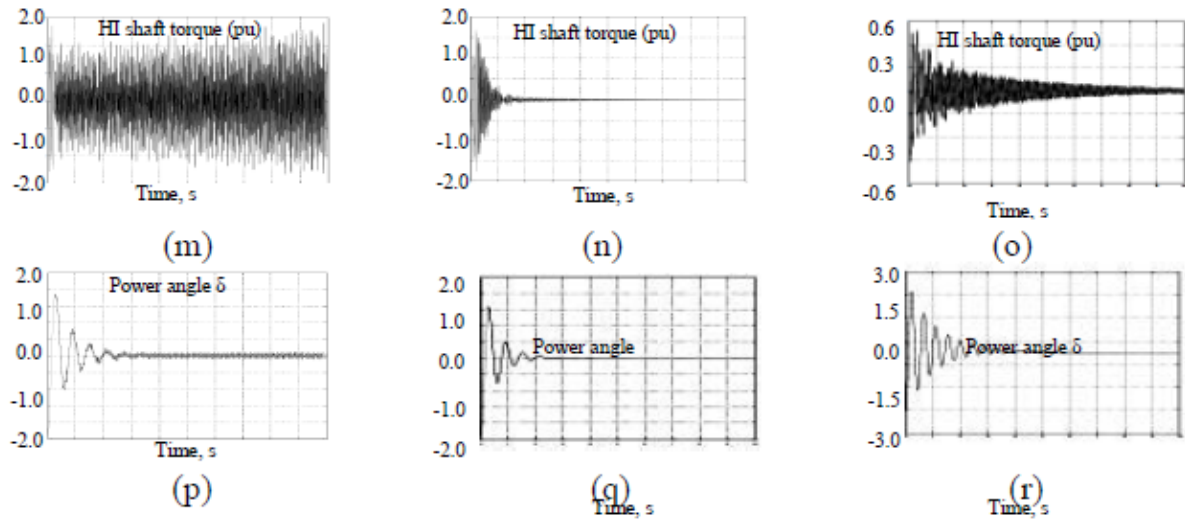 2.0
HI shaft torque (pu)
1.0
0.0
-1.0
-2.0
Time, s
(m)
2.0
HI shaft torque (pu)
1.0
0.0
-1.0
2.0
Time, s
(n)
0.6
HI shaft torque (pu)
0.3
0.0
-0.3
-0.6
Time, s
(o)
2.0
Power angle δ
1.0
0.0
-1.0
-2.0
Time, s
(p)
2.0
1.0
Power angle
0.0
-1.0
-2.0
(q)
Time, s
3.0
1.5
0.0
Power angle δ
-1.5
-3.0
(r)
Time, s